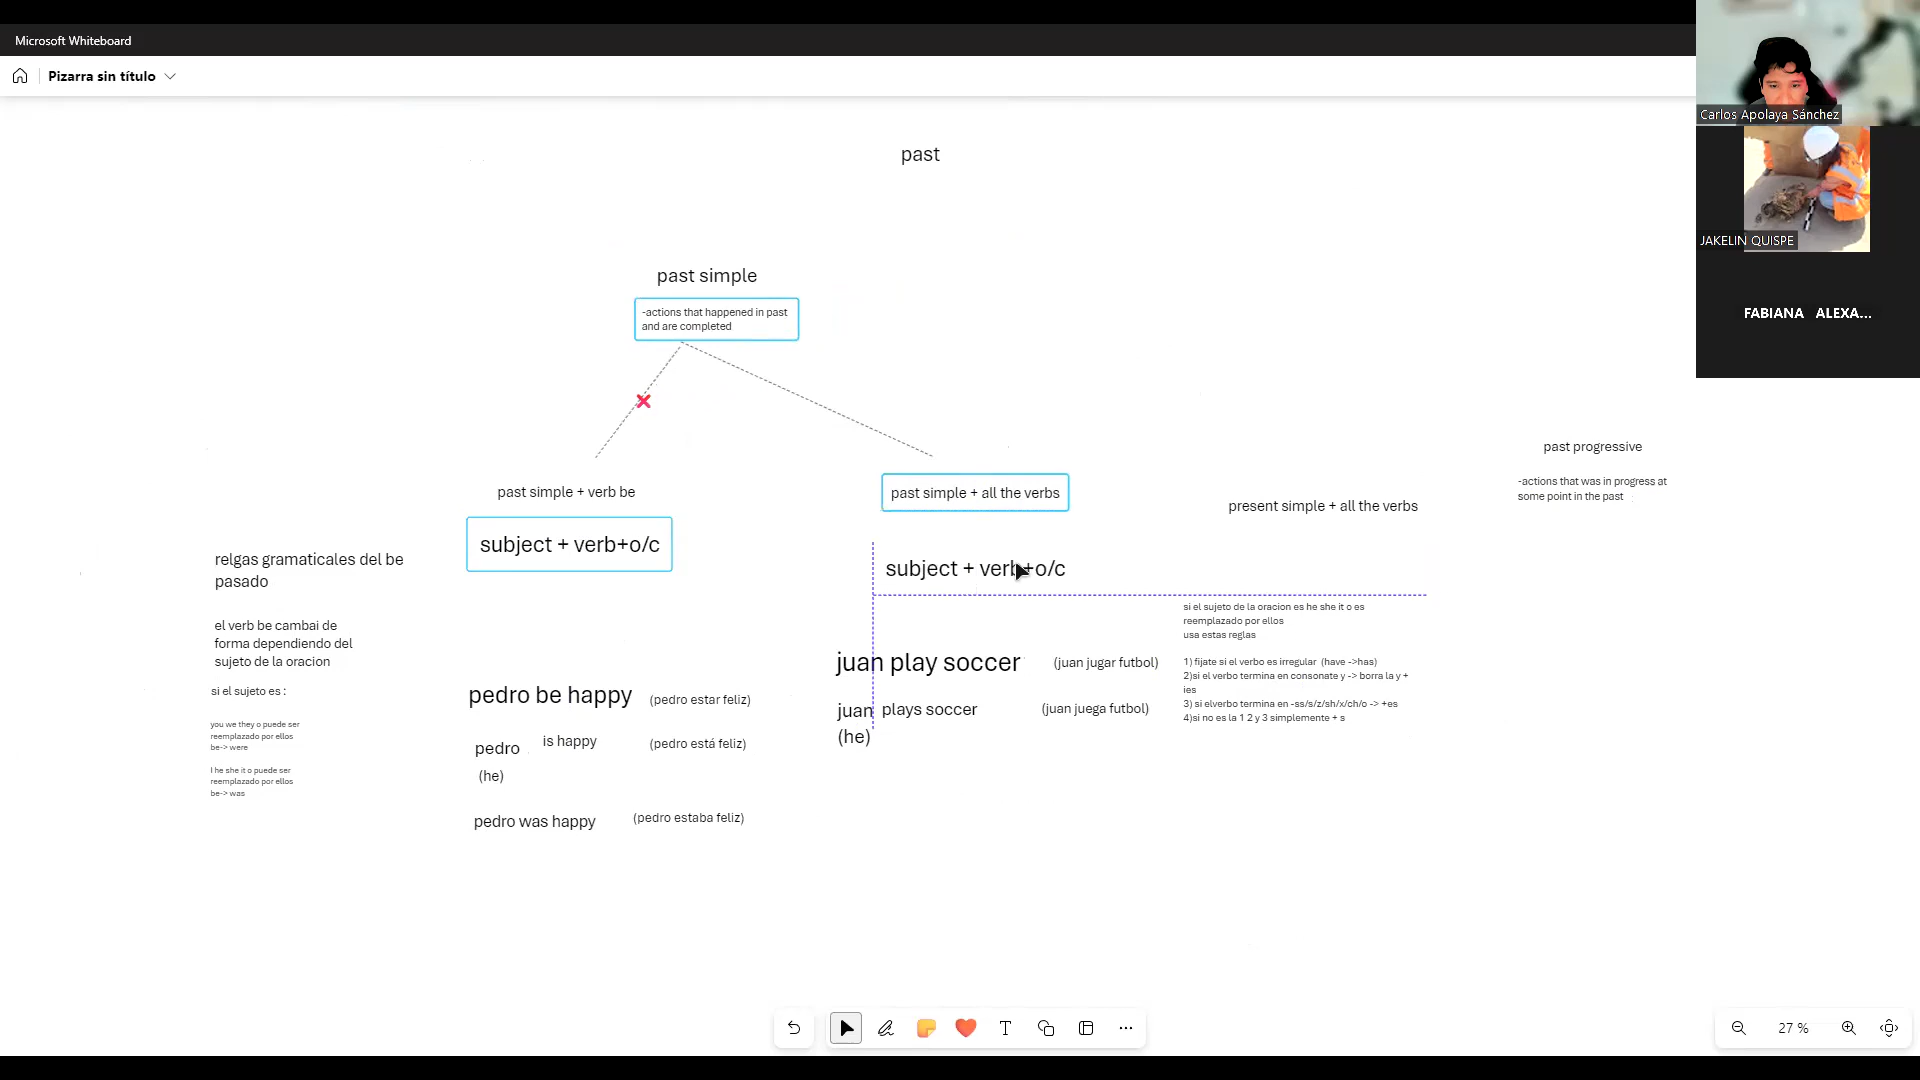 Microsoft Whiteboard
Pizarra sin título
Carlos Apolaya Sánchez
JAKELIN QUISPE
FABIANA ALEXA...
past
past simple
-actions that happened in past
and are completed
past simple + verb be
subject + verb+o/c
relgas gramaticales del be
pasado
el verb be cambai de
forma dependiendo del
sujeto de la oracion
si el sujeto es :
you we they o puede ser
reemplazado por ellos
be-> were
I he she it o puede ser
reemplazado por ellos
be-> was
pedro be happy (pedro estar feliz)
pedro is happy (pedro está feliz)
(he)
pedro was happy (pedro estaba feliz)
past simple + all the verbs
subject + verb+o/c
juan play soccer (juan jugar futbol)
juan plays soccer (juan juega futbol)
(he)
present simple + all the verbs
si el sujeto de la oracion es he she it o es
reemplazado por ellos
usa estas reglas
1) fijate si el verbo es irregular (have ->has)
2)si el verbo termina en consonate y -> borra la y +
ies
3) si elverbo termina en -ss/s/z/sh/x/ch/o -> +es
4)si no es la 1 2 y 3 simplemente + s
past progressive
-actions that was in progress at
some point in the past
27 %